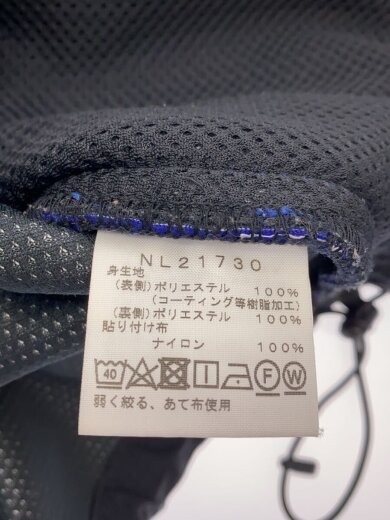 NL21730
身生地
(表側)ポリエステル 100%
(コーティング等樹脂加工)
(裏側)ポリエステル 100%
貼り付け布
ナイロン 100%
40 F W
弱く絞る、あて布使用